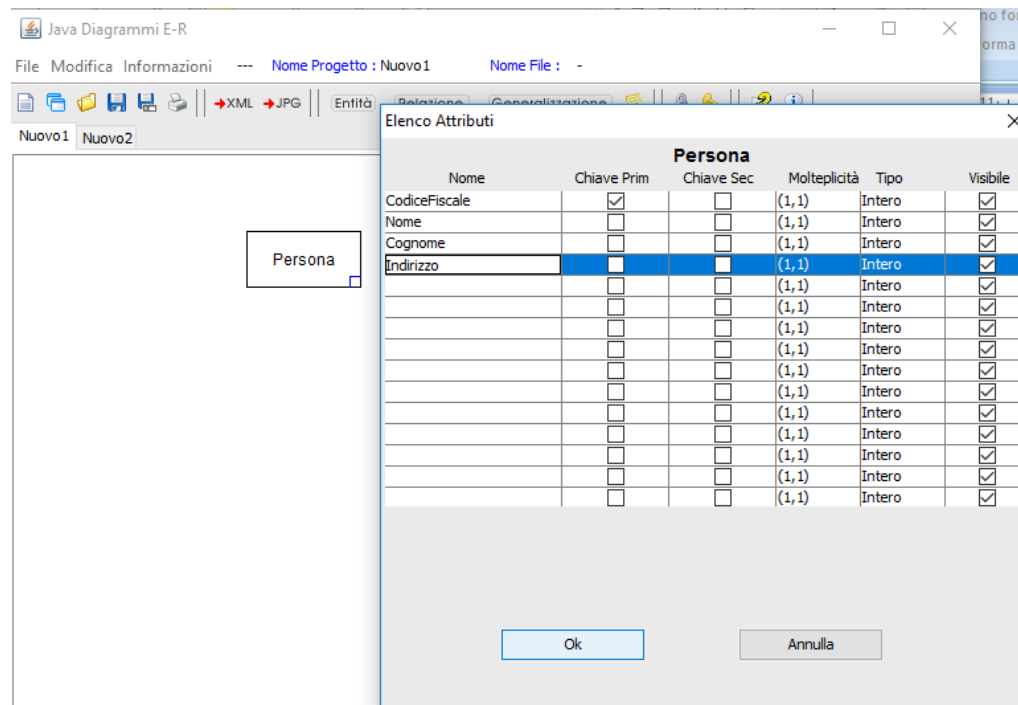 Java Diagrammi E-R
File Modifica Informazioni --- Nome Progetto : Nuovo1 Nome File : -
➜XML ➜JPG Entità Relazione Generalizzazione
Nuovo1 Nuovo2
Persona
Elenco Attributi
Persona
Nome Chiave Prim Chiave Sec Molteplicità Tipo Visibile
CodiceFiscale (1,1) Intero
Nome (1,1) Intero
Cognome (1,1) Intero
Indirizzo (1,1) Intero
(1,1) Intero
(1,1) Intero
(1,1) Intero
(1,1) Intero
(1,1) Intero
(1,1) Intero
(1,1) Intero
(1,1) Intero
(1,1) Intero
(1,1) Intero
(1,1) Intero
Ok Annulla